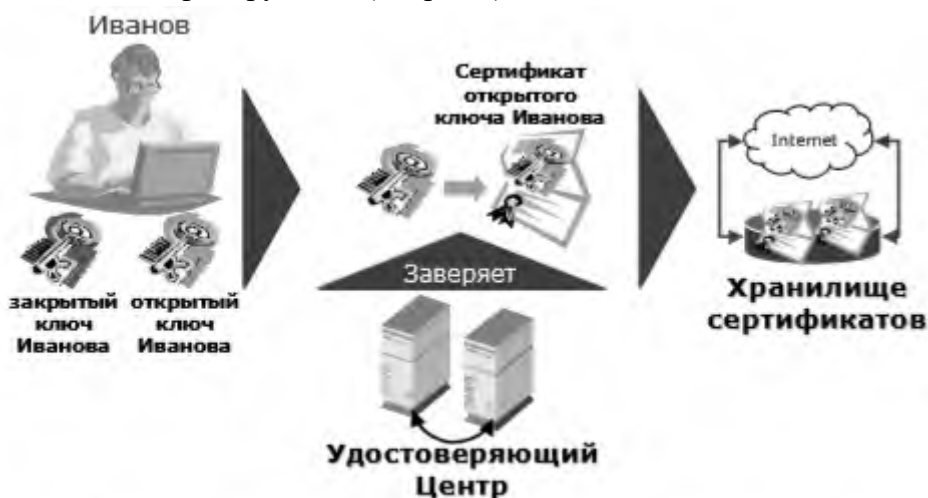 Иванов
закрытый
ключ
Иванова
открытый
ключ
Иванова
Сертификат
открытого
ключа Иванова
Заверяет
Удостоверяющий
Центр
Internet
Хранилище
сертификатов